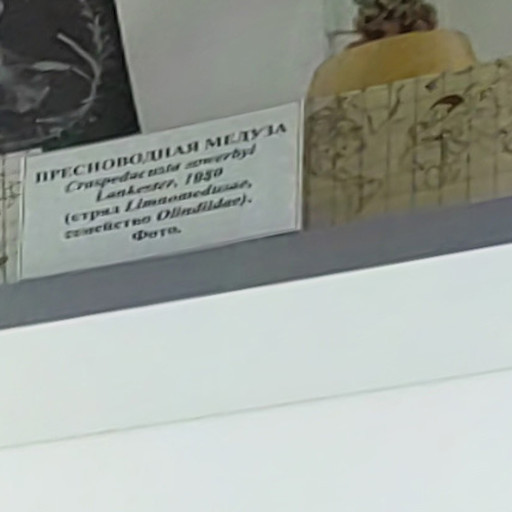 ПРЕСНОВОДНАЯ МЕДУЗА
Craspedacusta sowerbyi
Lankester, 1880
(отряд Limnomedusae,
семейство Olindiidae).
Фото.